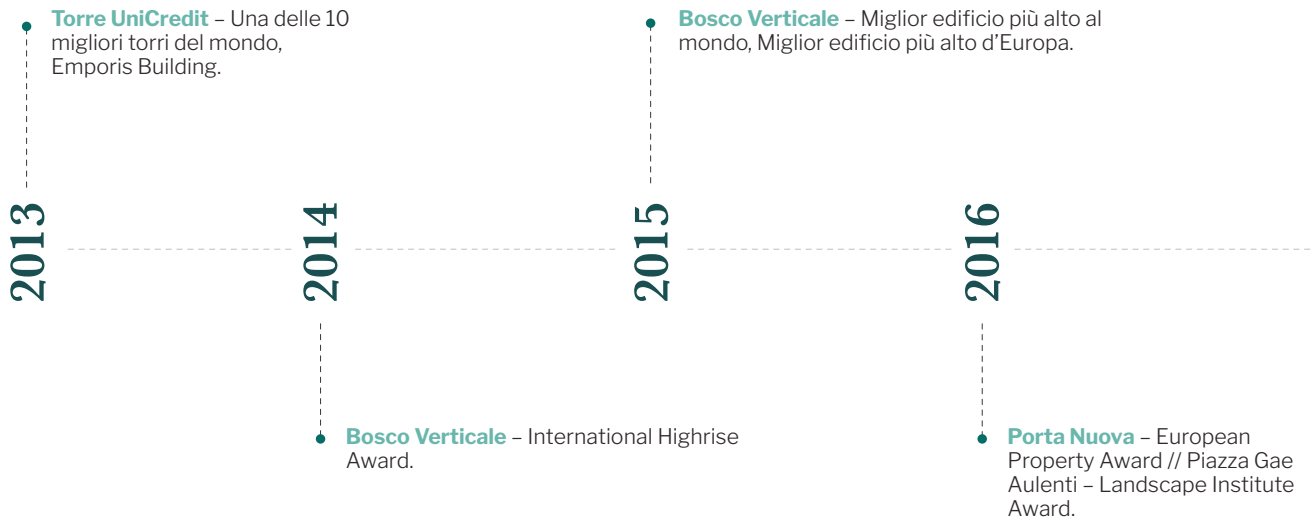 Torre UniCredit – Una delle 10
migliori torri del mondo,
Emporis Building.
Bosco Verticale – Miglior edificio più alto al
mondo, Miglior edificio più alto d’Europa.
2013
2014
2015
2016
Bosco Verticale – International Highrise
Award.
Porta Nuova – European
Property Award // Piazza Gae
Aulenti – Landscape Institute
Award.